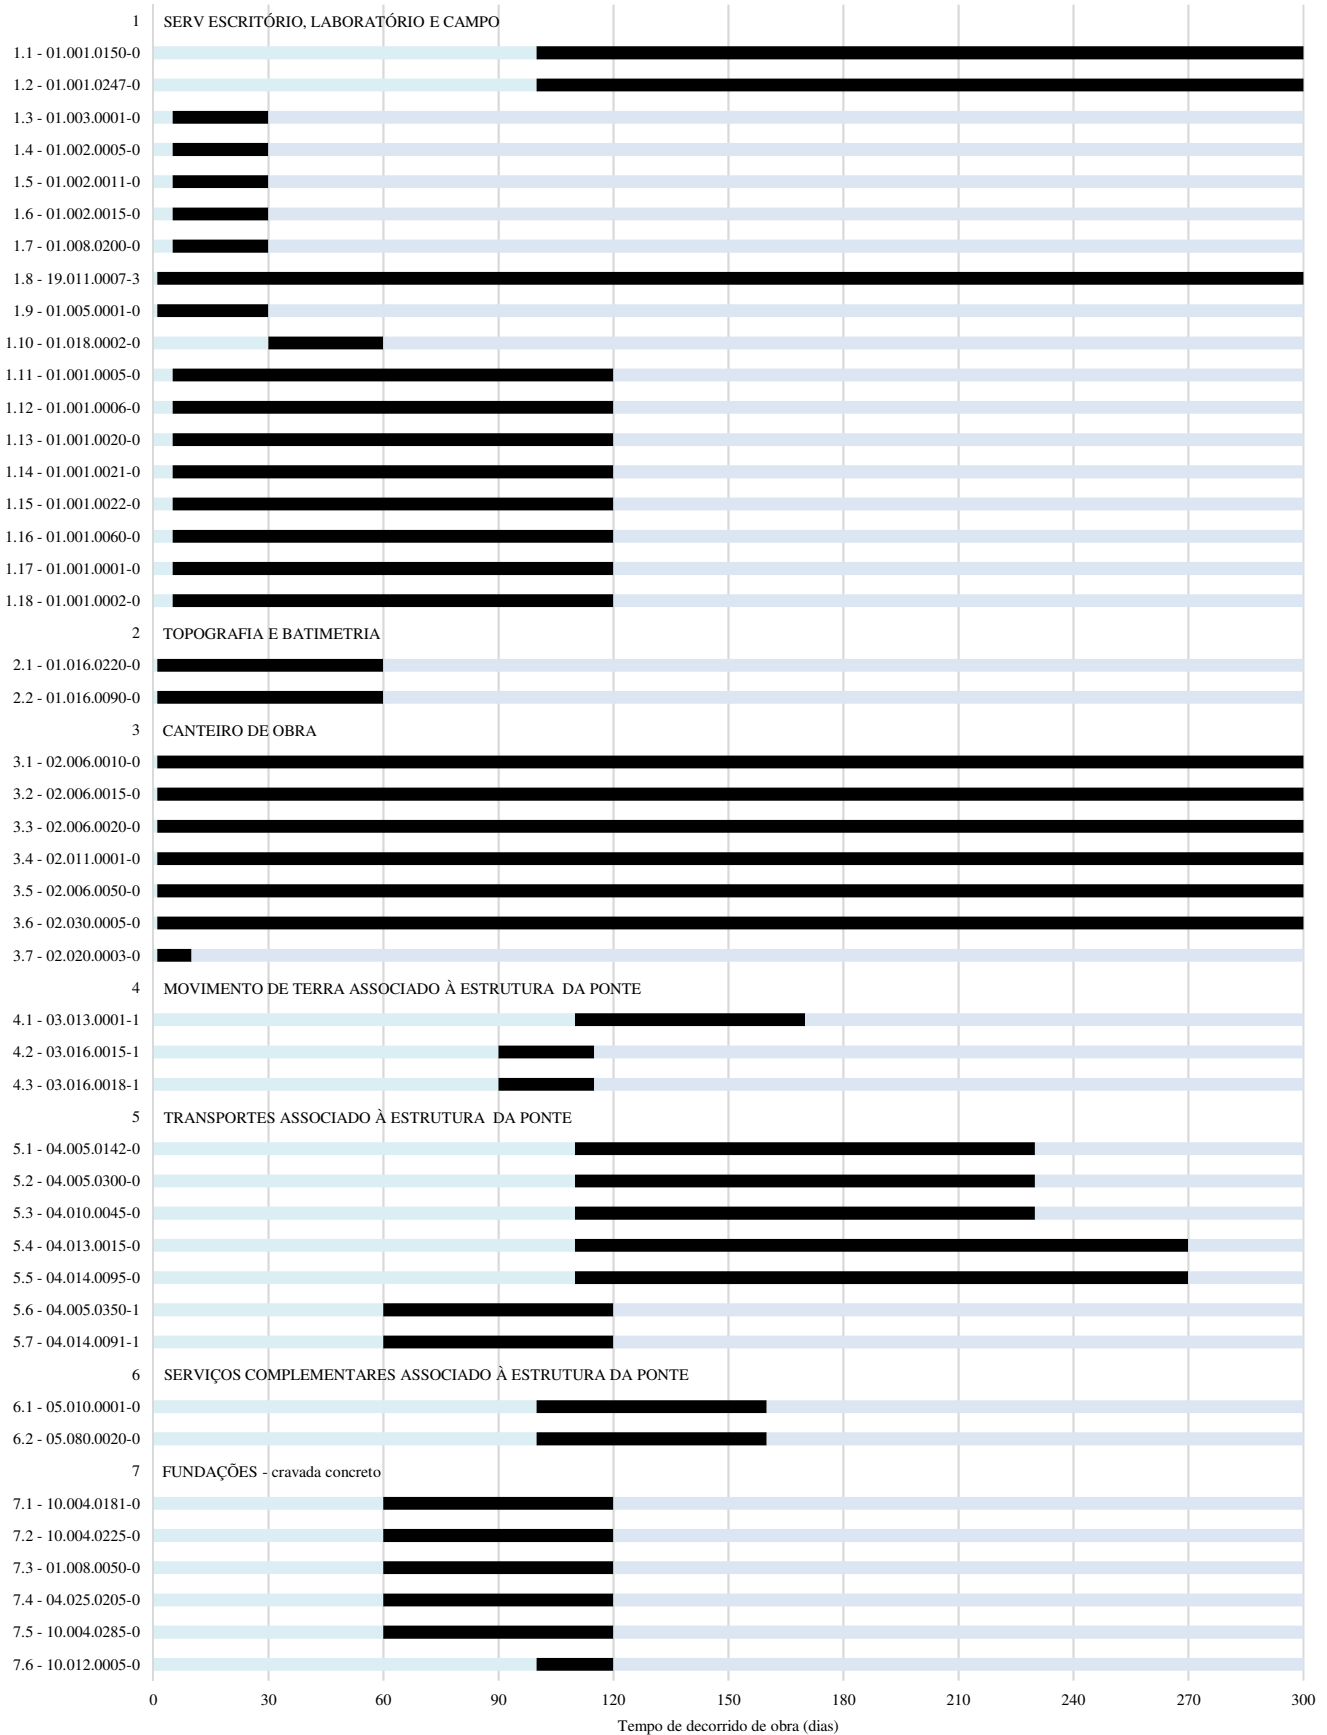 1 SERV ESCRITÓRIO, LABORATÓRIO E CAMPO
1.1 - 01.001.0150-0
1.2 - 01.001.0247-0
1.3 - 01.003.0001-0
1.4 - 01.002.0005-0
1.5 - 01.002.0011-0
1.6 - 01.002.0015-0
1.7 - 01.008.0200-0
1.8 - 19.011.0007-3
1.9 - 01.005.0001-0
1.10 - 01.018.0002-0
1.11 - 01.001.0005-0
1.12 - 01.001.0006-0
1.13 - 01.001.0020-0
1.14 - 01.001.0021-0
1.15 - 01.001.0022-0
1.16 - 01.001.0060-0
1.17 - 01.001.0001-0
1.18 - 01.001.0002-0
2 TOPOGRAFIA E BATIMETRIA
2.1 - 01.016.0220-0
2.2 - 01.016.0090-0
3 CANTEIRO DE OBRA
3.1 - 02.006.0010-0
3.2 - 02.006.0015-0
3.3 - 02.006.0020-0
3.4 - 02.011.0001-0
3.5 - 02.006.0050-0
3.6 - 02.030.0005-0
3.7 - 02.020.0003-0
4 MOVIMENTO DE TERRA ASSOCIADO À ESTRUTURA DA PONTE
4.1 - 03.013.0001-1
4.2 - 03.016.0015-1
4.3 - 03.016.0018-1
5 TRANSPORTES ASSOCIADO À ESTRUTURA DA PONTE
5.1 - 04.005.0142-0
5.2 - 04.005.0300-0
5.3 - 04.010.0045-0
5.4 - 04.013.0015-0
5.5 - 04.014.0095-0
5.6 - 04.005.0350-1
5.7 - 04.014.0091-1
6 SERVIÇOS COMPLEMENTARES ASSOCIADO À ESTRUTURA DA PONTE
6.1 - 05.010.0001-0
6.2 - 05.080.0020-0
7 FUNDAÇÕES - cravada concreto
7.1 - 10.004.0181-0
7.2 - 10.004.0225-0
7.3 - 01.008.0050-0
7.4 - 04.025.0205-0
7.5 - 10.004.0285-0
7.6 - 10.012.0005-0
0 30 60 90 120 150 180 210 240 270 300
Tempo de decorrido de obra (dias)